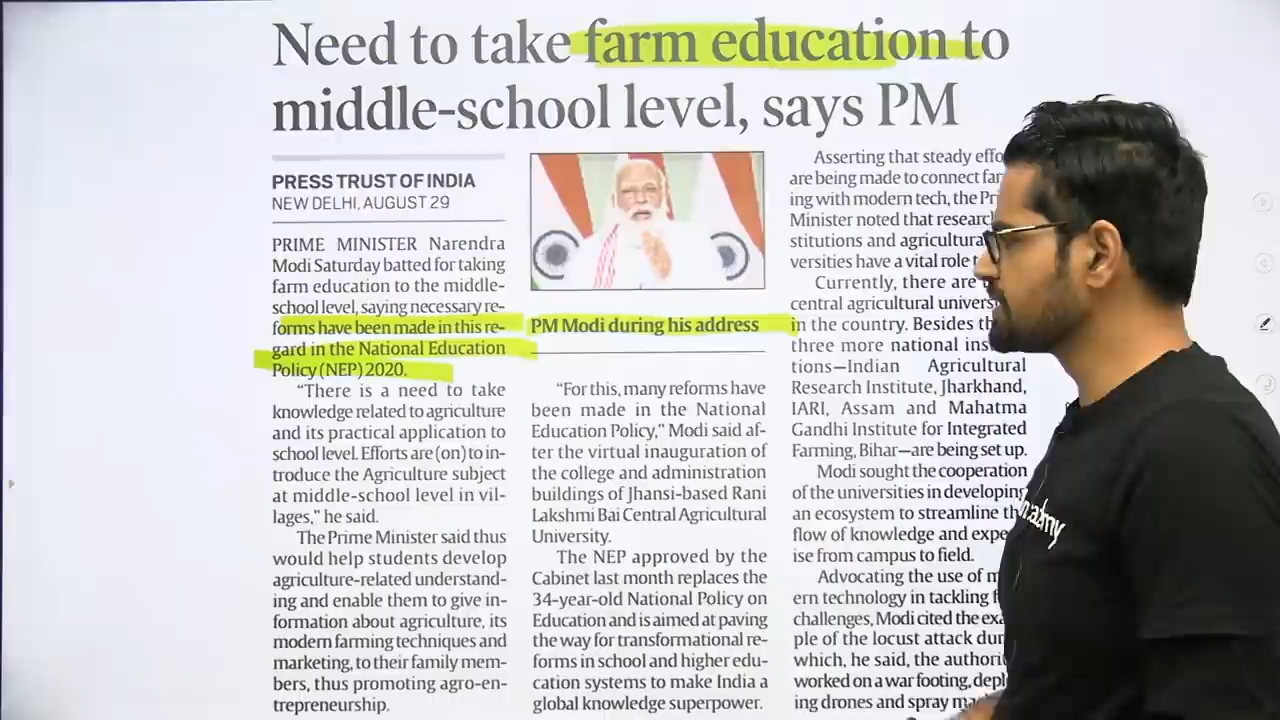 Need to take farm education to
middle-school level, says PM
PRESS TRUST OF INDIA
NEW DELHI, AUGUST 29
PRIME MINISTER Narendra
Modi Saturday batted for taking
farm education to the middle-
school level, saying necessary re-
forms have been made in this re-
gard in the National Education
Policy (NEP) 2020.
“There is a need to take
knowledge related to agriculture
and its practical application to
school level. Efforts are (on) to in-
troduce the Agriculture subject
at middle-school level in vil-
lages,” he said.
The Prime Minister said thus
would help students develop
agriculture-related understand-
ing and enable them to give in-
formation about agriculture, its
modern farming techniques and
marketing, to their family mem-
bers, thus promoting agro-en-
trepreneurship.
PM Modi during his address
“For this, many reforms have
been made in the National
Education Policy,” Modi said af-
ter the virtual inauguration of
the college and administration
buildings of Jhansi-based Rani
Lakshmi Bai Central Agricultural
University.
The NEP approved by the
Cabinet last month replaces the
34-year-old National Policy on
Education and is aimed at paving
the way for transformational re-
forms in school and higher edu-
cation systems to make India a
global knowledge superpower.
Asserting that steady
are being made to connect
ing with modern tech, the
Minister noted that
stitutions and
versities have a vital role
Currently, there are
central agricultural
in the country. Besides
three more national
tions—Indian Agricultural
Research Institute, Jharkhand,
IARI, Assam and Mahatma
Gandhi Institute for Integrated
Farming, Bihar—are being set up.
Modi sought the cooperation
of the universities in developing
an ecosystem to streamline
flow of knowledge and
ise from campus to field.
Advocating the use of
ern technology in tackling
challenges, Modi cited the
ple of the locust attack
which, he said, the
worked on a war footing,
ing drones and spray